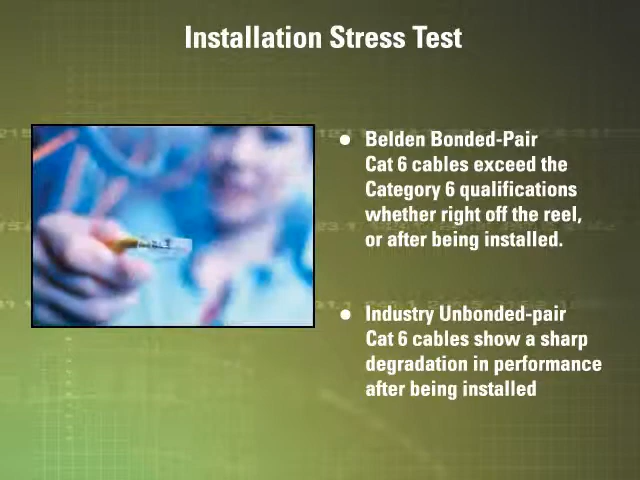 Installation Stress Test
● Belden Bonded-Pair
Cat 6 cables exceed the
Category 6 qualifications
whether right off the reel,
or after being installed.
● Industry Unbonded-pair
Cat 6 cables show a sharp
degradation in performance
after being installed